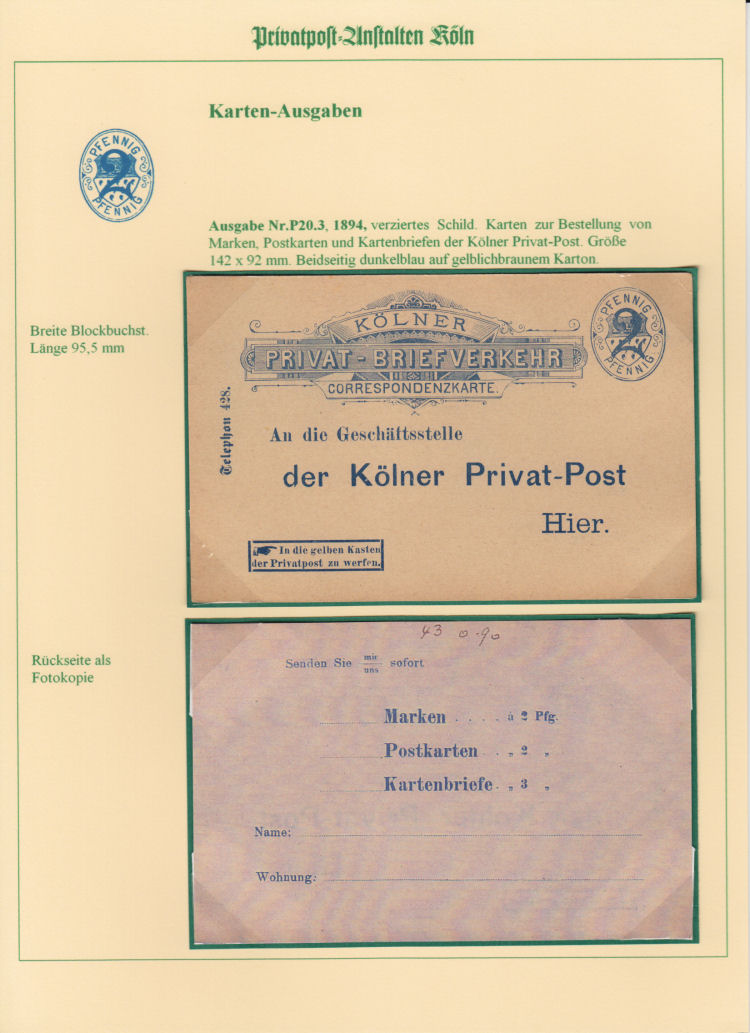 Privatpost-Anstalten Köln
Karten-Ausgaben
PFENNIG
2
PFENNIG
Ausgabe Nr.P20.3, 1894, verziertes Schild. Karten zur Bestellung von
Marken, Postkarten und Kartenbriefen der Kölner Privat-Post. Größe
142 x 92 mm. Beidseitig dunkelblau auf gelblichbraunem Karton.
Breite Blockbuchst.
Länge 95,5 mm
KÖLNER
PRIVAT-BRIEFVERKEHR
CORRESPONDENZKARTE.
PFENNIG
2
PFENNIG
Telephon 428.
An die Geschäftsstelle
der Kölner Privat-Post
Hier.
In die gelben Kasten
der Privatpost zu werfen.
Rückseite als
Fotokopie
43 0.90
Senden Sie mir/uns sofort
Marken . . . . à 2 Pfg.
Postkarten . „ 2 „
Kartenbriefe . „ 3 „
Name:
Wohnung: